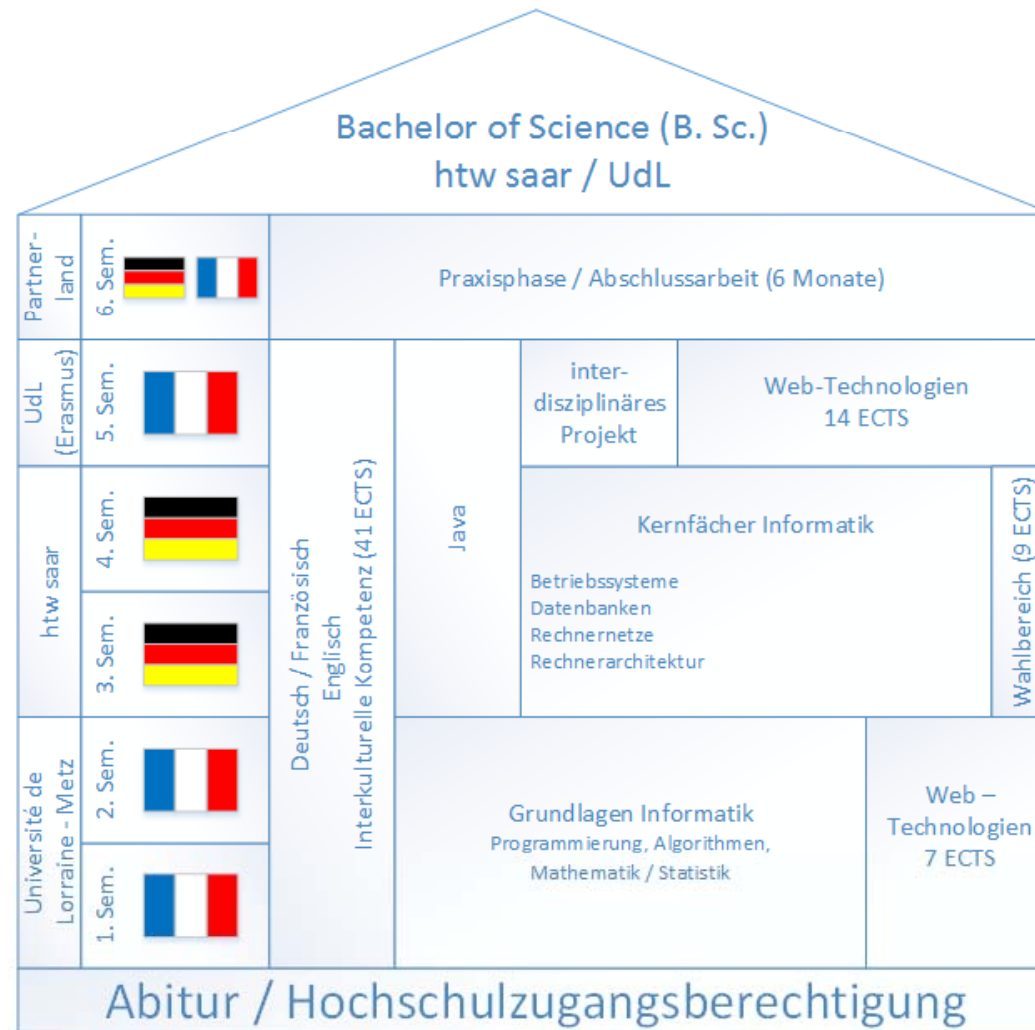 Bachelor of Science (B. Sc.)
htw saar / UdL
Partner-
land
6. Sem.
Praxisphase / Abschlussarbeit (6 Monate)
UdL
(Erasmus)
5. Sem.
inter-
disziplinäres
Projekt
Web-Technologien
14 ECTS
htw saar
4. Sem.
3. Sem.
Deutsch / Französisch
Englisch
Interkulturelle Kompetenz (41 ECTS)
Java
Kernfächer Informatik
Betriebssysteme
Datenbanken
Rechnernetze
Rechnerarchitektur
Wahlbereich (9 ECTS)
Université de
Lorraine - Metz
2. Sem.
1. Sem.
Grundlagen Informatik
Programmierung, Algorithmen,
Mathematik / Statistik
Web –
Technologien
7 ECTS
Abitur / Hochschulzugangsberechtigung